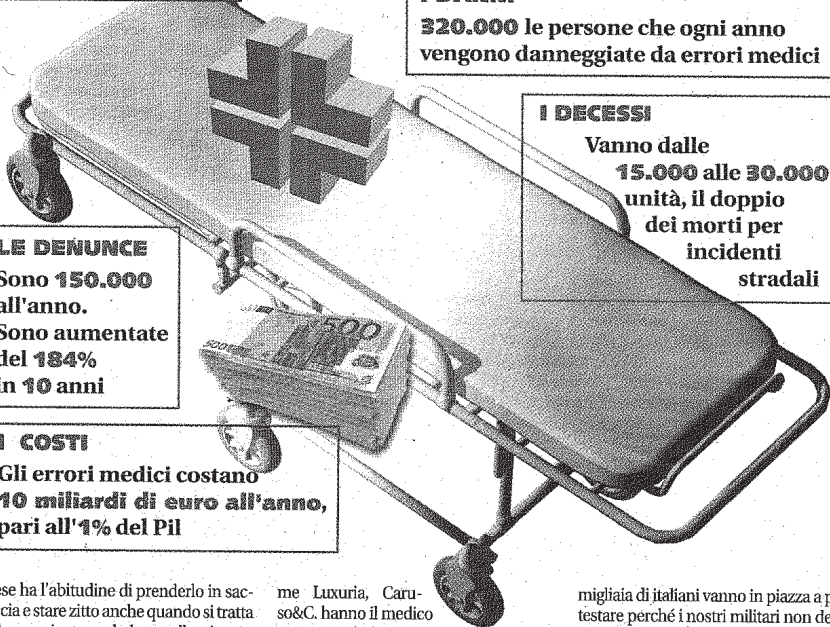 320.000 le persone che ogni anno
vengono danneggiate da errori medici
I DECESSI
Vanno dalle
15.000 alle 30.000
unità, il doppio
dei morti per
incidenti
stradali
LE DENUNCE
Sono 150.000
all'anno.
Sono aumentate
del 184%
in 10 anni
500
500
I COSTI
Gli errori medici costano
10 miliardi di euro all'anno,
pari all'1% del Pil
ese ha l'abitudine di prenderlo in sac-
cia e stare zitto anche quando si tratta
me Luxuria, Caru-
so&C. hanno il medico
migliaia di italiani vanno in piazza a p
testare perché i nostri militari non de